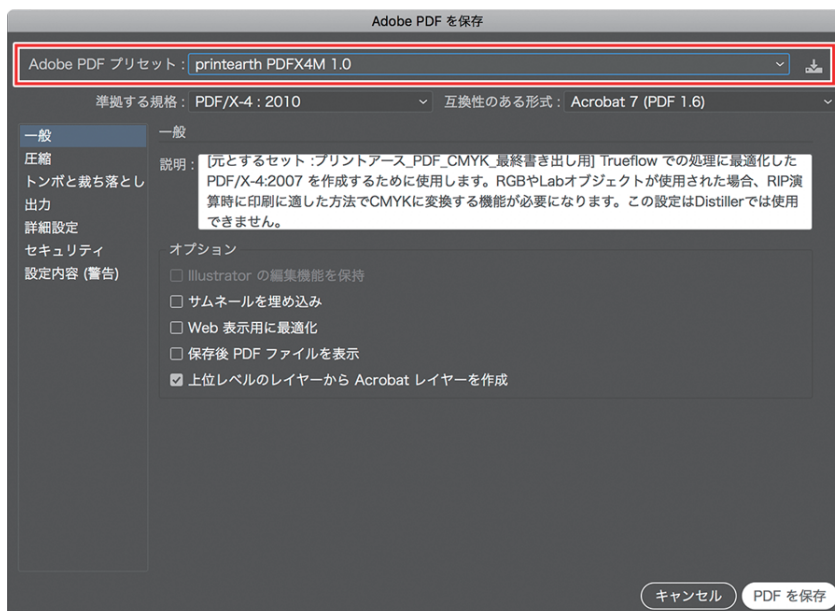 Adobe PDF を保存
Adobe PDF プリセット : printearth PDFX4M 1.0
準拠する規格 : PDF/X-4 : 2010 互換性のある形式 : Acrobat 7 (PDF 1.6)
一般
圧縮
トンボと裁ち落とし
出力
詳細設定
セキュリティ
設定内容 (警告)
一般
説明 : [元とするセット :プリントアース_PDF_CMYK_最終書き出し用] Trueflow での処理に最適化した
PDF/X-4:2007 を作成するために使用します。RGBやLabオブジェクトが使用された場合、RIP演
算時に印刷に適した方法でCMYKに変換する機能が必要になります。この設定はDistillerでは使用
できません。
オプション
Illustrator の編集機能を保持
サムネールを埋め込み
Web 表示用に最適化
保存後 PDF ファイルを表示
上位レベルのレイヤーから Acrobat レイヤーを作成
キャンセル PDF を保存